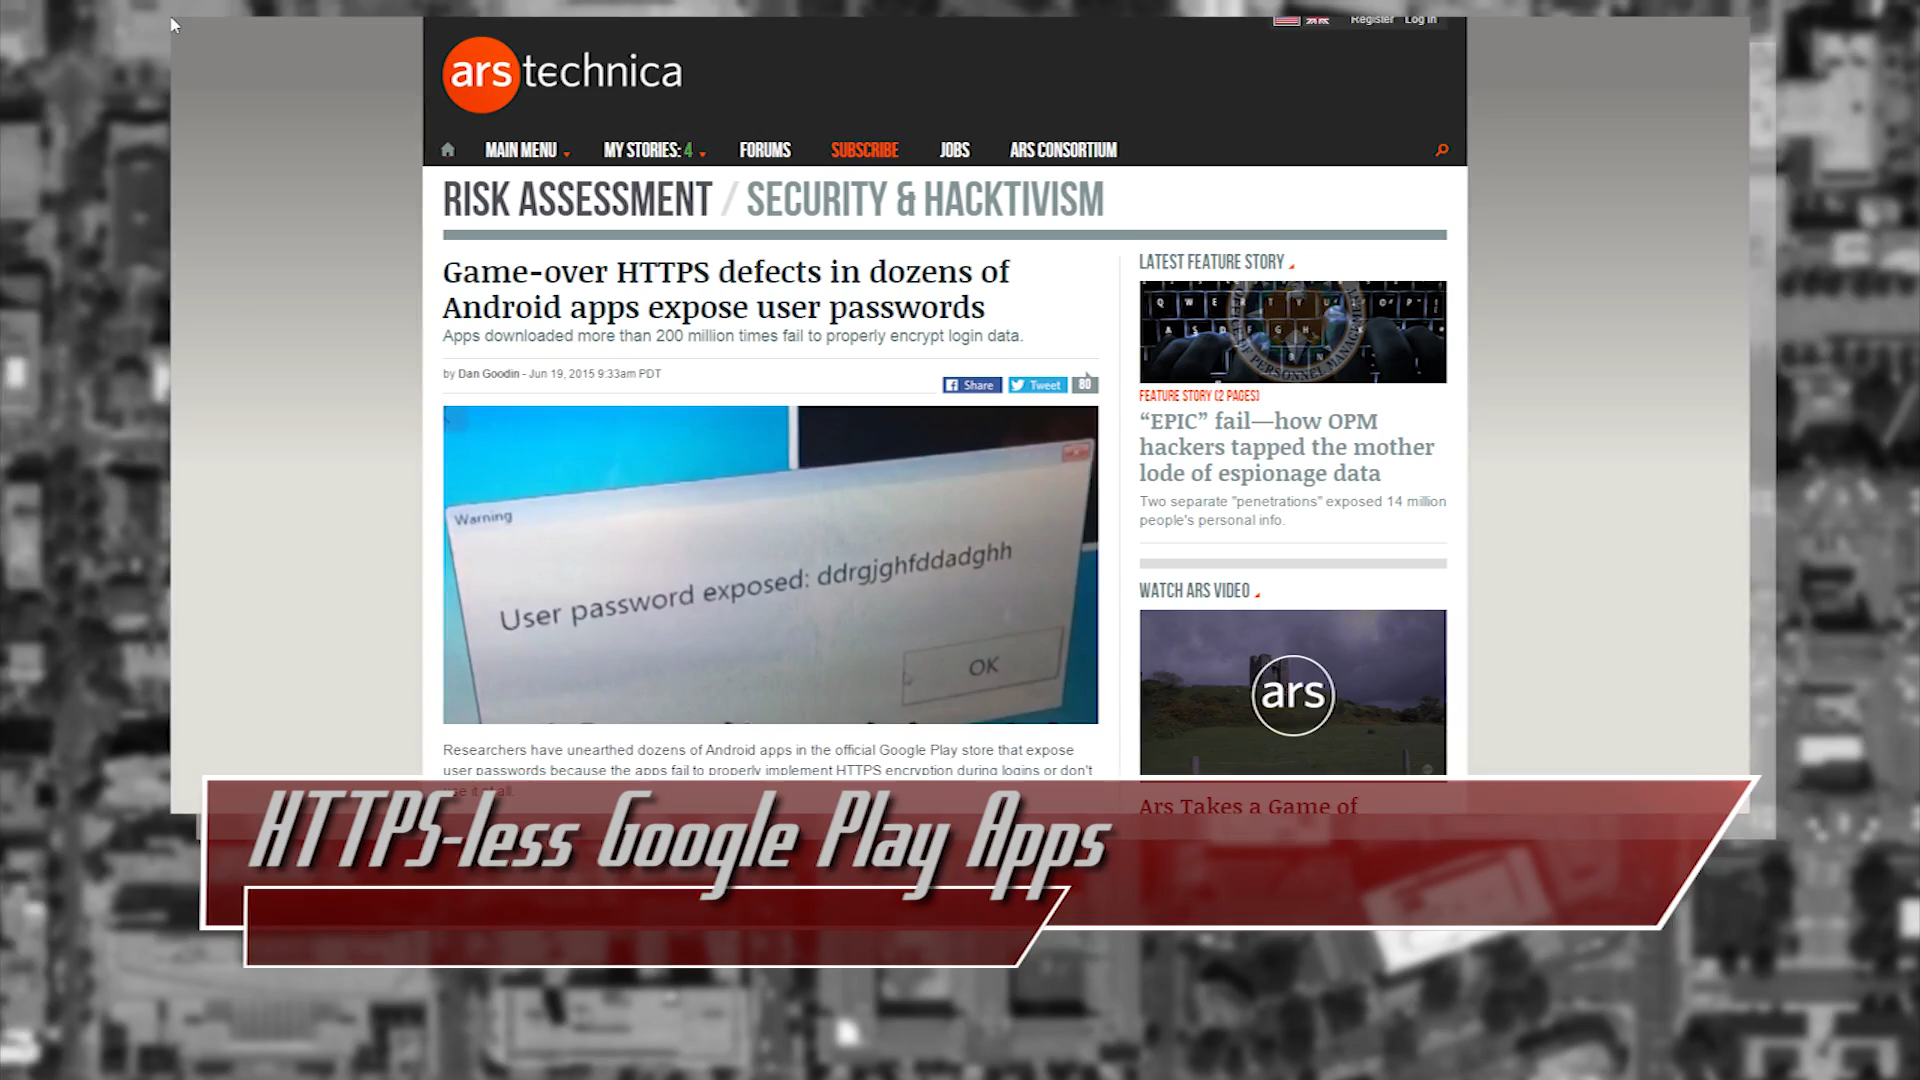 Register Log In
ars technica
MAIN MENU MY STORIES: 4 FORUMS SUBSCRIBE JOBS ARS CONSORTIUM
RISK ASSESSMENT / SECURITY & HACKTIVISM
Game-over HTTPS defects in dozens of
Android apps expose user passwords
Apps downloaded more than 200 million times fail to properly encrypt login data.
by Dan Goodin - Jun 19, 2015 9:33am PDT
Share Tweet 80
Warning
User password exposed: ddrgjghfddadghh
OK
Researchers have unearthed dozens of Android apps in the official Google Play store that expose
user passwords because the apps fail to properly implement HTTPS encryption during logins or don't
use it at all.
LATEST FEATURE STORY
Q W E R T Y U I O P
A S D F G H
OF PERSONNEL MANAGEMENT
FEATURE STORY (2 PAGES)
“EPIC” fail—how OPM
hackers tapped the mother
lode of espionage data
Two separate "penetrations" exposed 14 million
people's personal info.
WATCH ARS VIDEO
ars
Ars Takes a Game of
HTTPS-less Google Play Apps